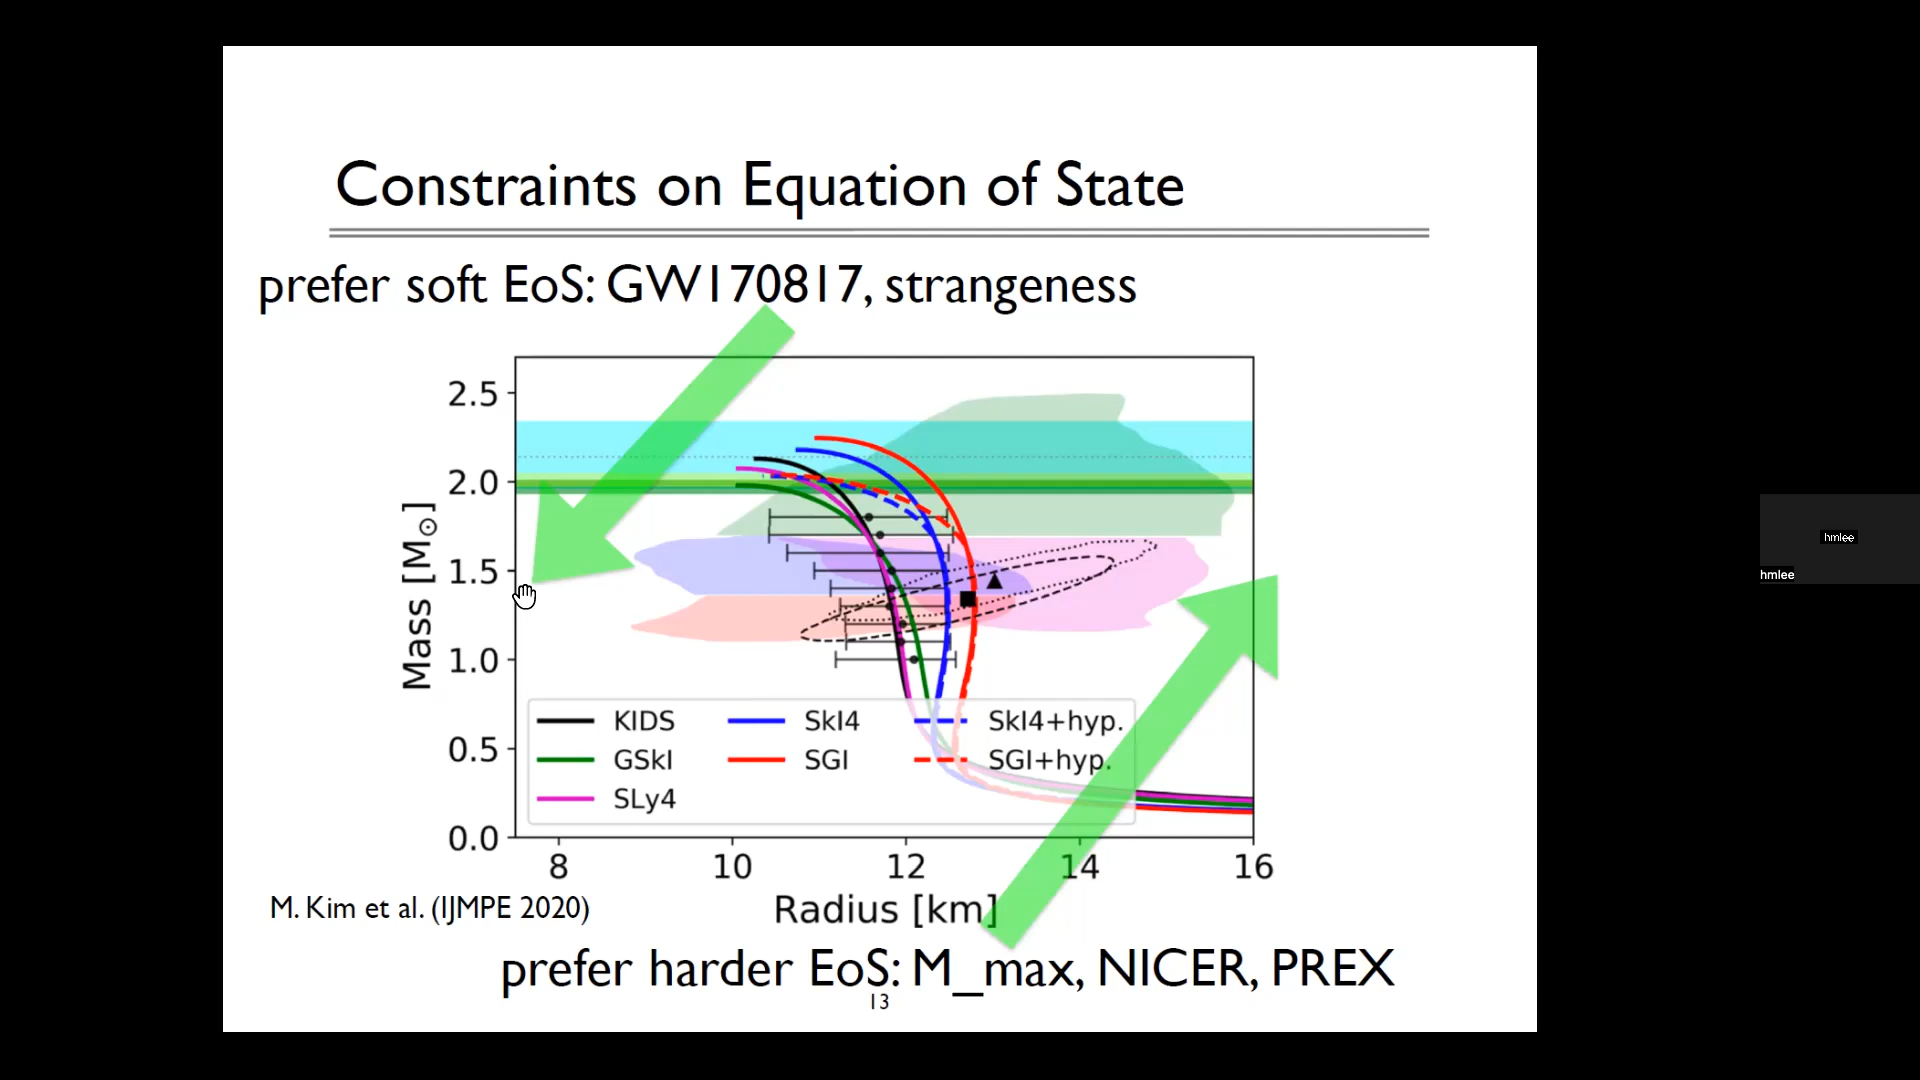 Constraints on Equation of State
prefer soft EoS: GW170817, strangeness
2.5
2.0
1.5
1.0
0.5
0.0
Mass [M⊙]
KIDS
GSkI
SLy4
SkI4
SGI
SkI4+hyp.
SGI+hyp.
8 10 12 14 16
Radius [km]
M. Kim et al. (IJMPE 2020)
prefer harder EoS: M_max, NICER, PREX
13
hmlee
hmlee